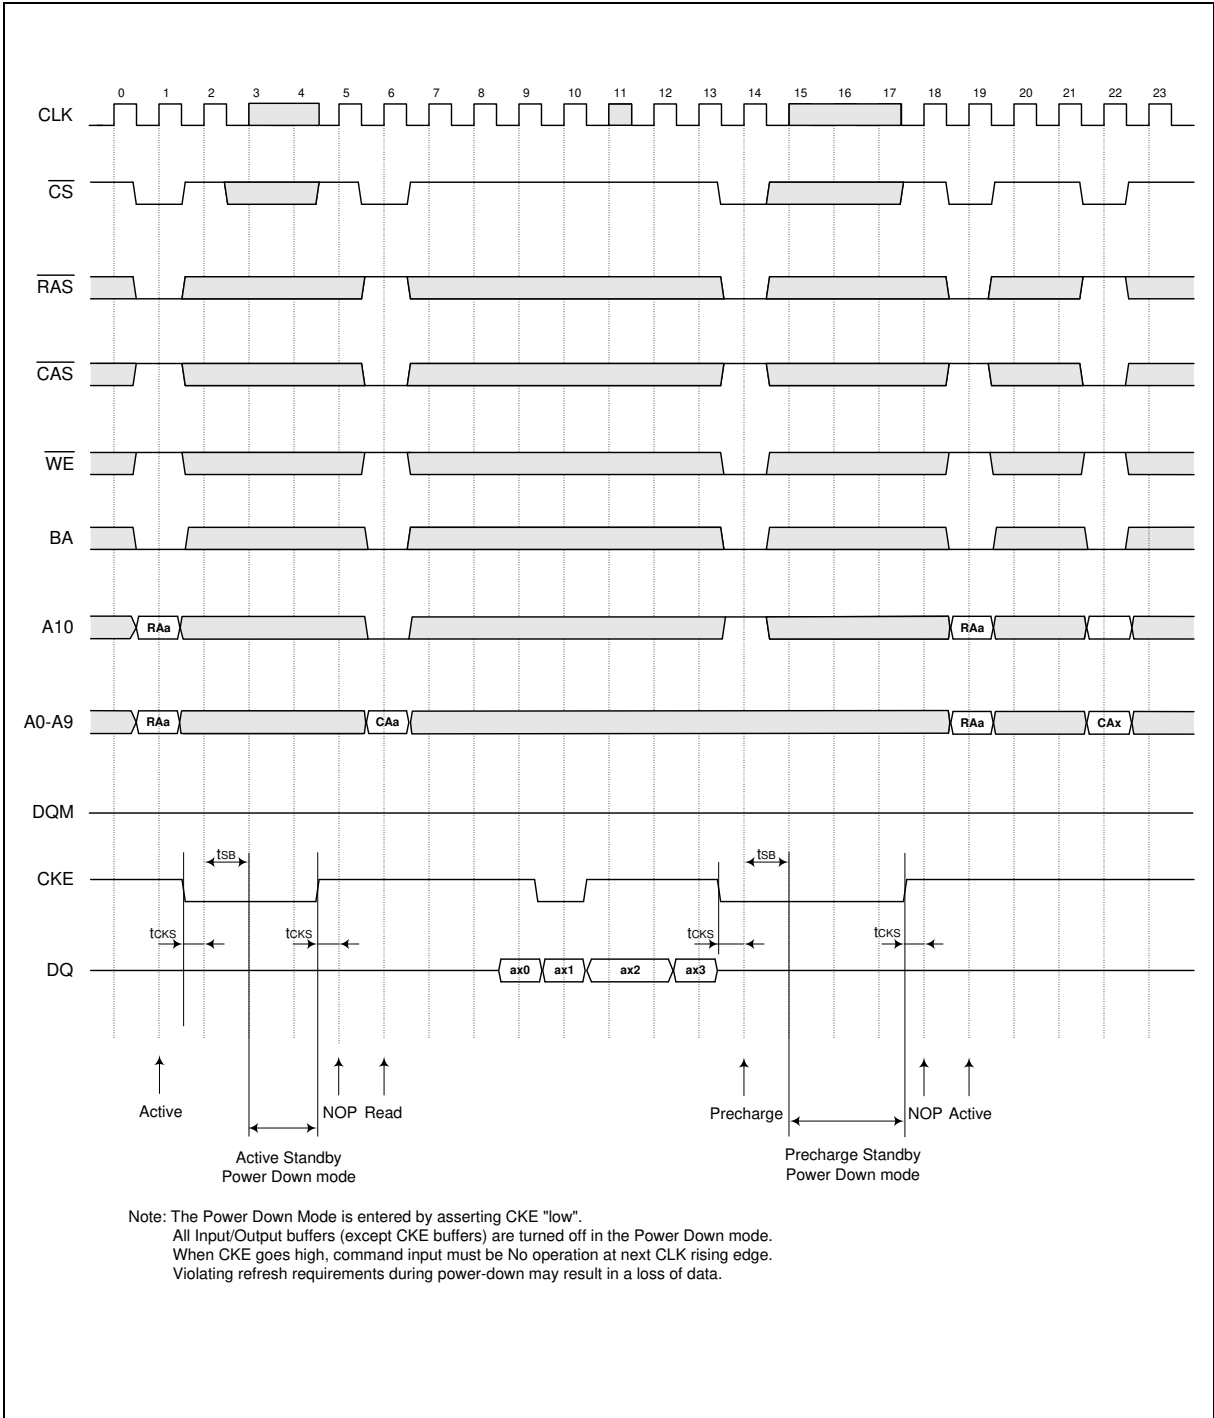 0 1 2 3 4 5 6 7 8 9 10 11 12 13 14 15 16 17 18 19 20 21 22 23
CLK
CS
RAS
CAS
WE
BA
A10 RAa RAa
A0-A9 RAa CAa RAa CAx
DQM
tSB tSB
CKE
tCKS tCKS tCKS tCKS
DQ ax0 ax1 ax2 ax3
Active NOP Read Precharge NOP Active
Active Standby Precharge Standby
Power Down mode Power Down mode
Note: The Power Down Mode is entered by asserting CKE "low".
All Input/Output buffers (except CKE buffers) are turned off in the Power Down mode.
When CKE goes high, command input must be No operation at next CLK rising edge.
Violating refresh requirements during power-down may result in a loss of data.